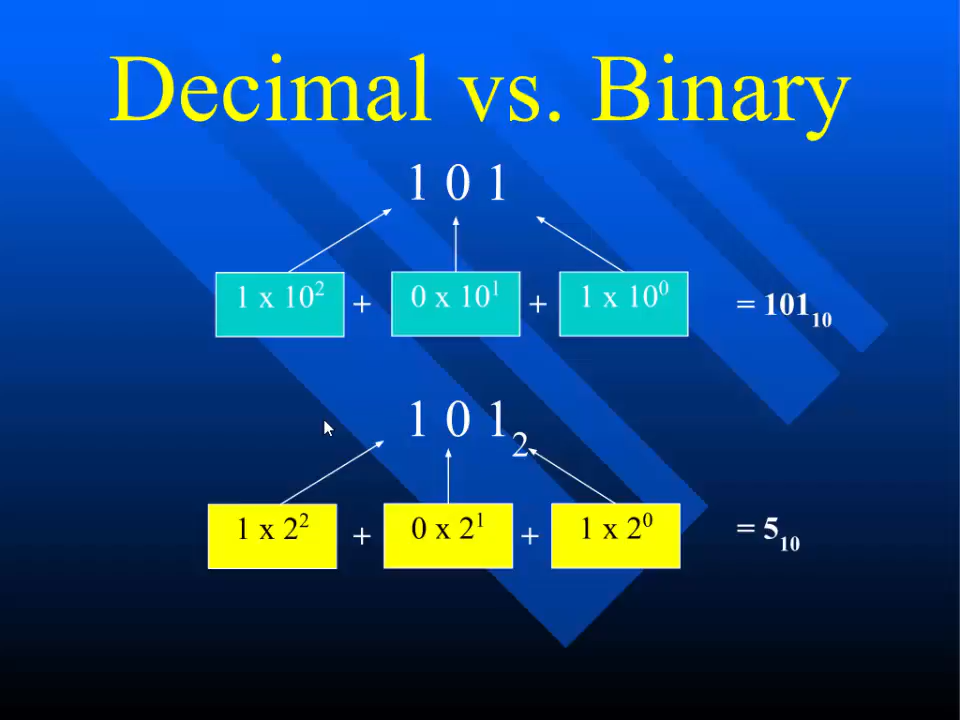 Decimal vs. Binary
1 0 1
1 x 10² + 0 x 10¹ + 1 x 10⁰ = 101₁₀
1 0 1₂
1 x 2² + 0 x 2¹ + 1 x 2⁰ = 5₁₀